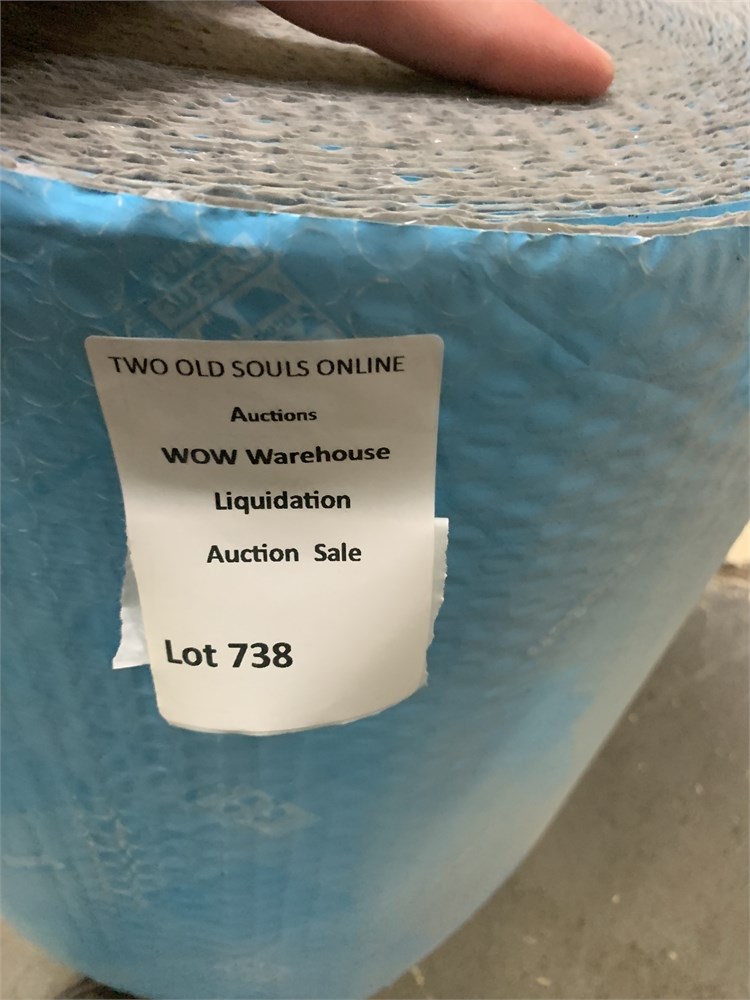 TWO OLD SOULS ONLINE
Auctions
WOW Warehouse
Liquidation
Auction Sale
Lot 738